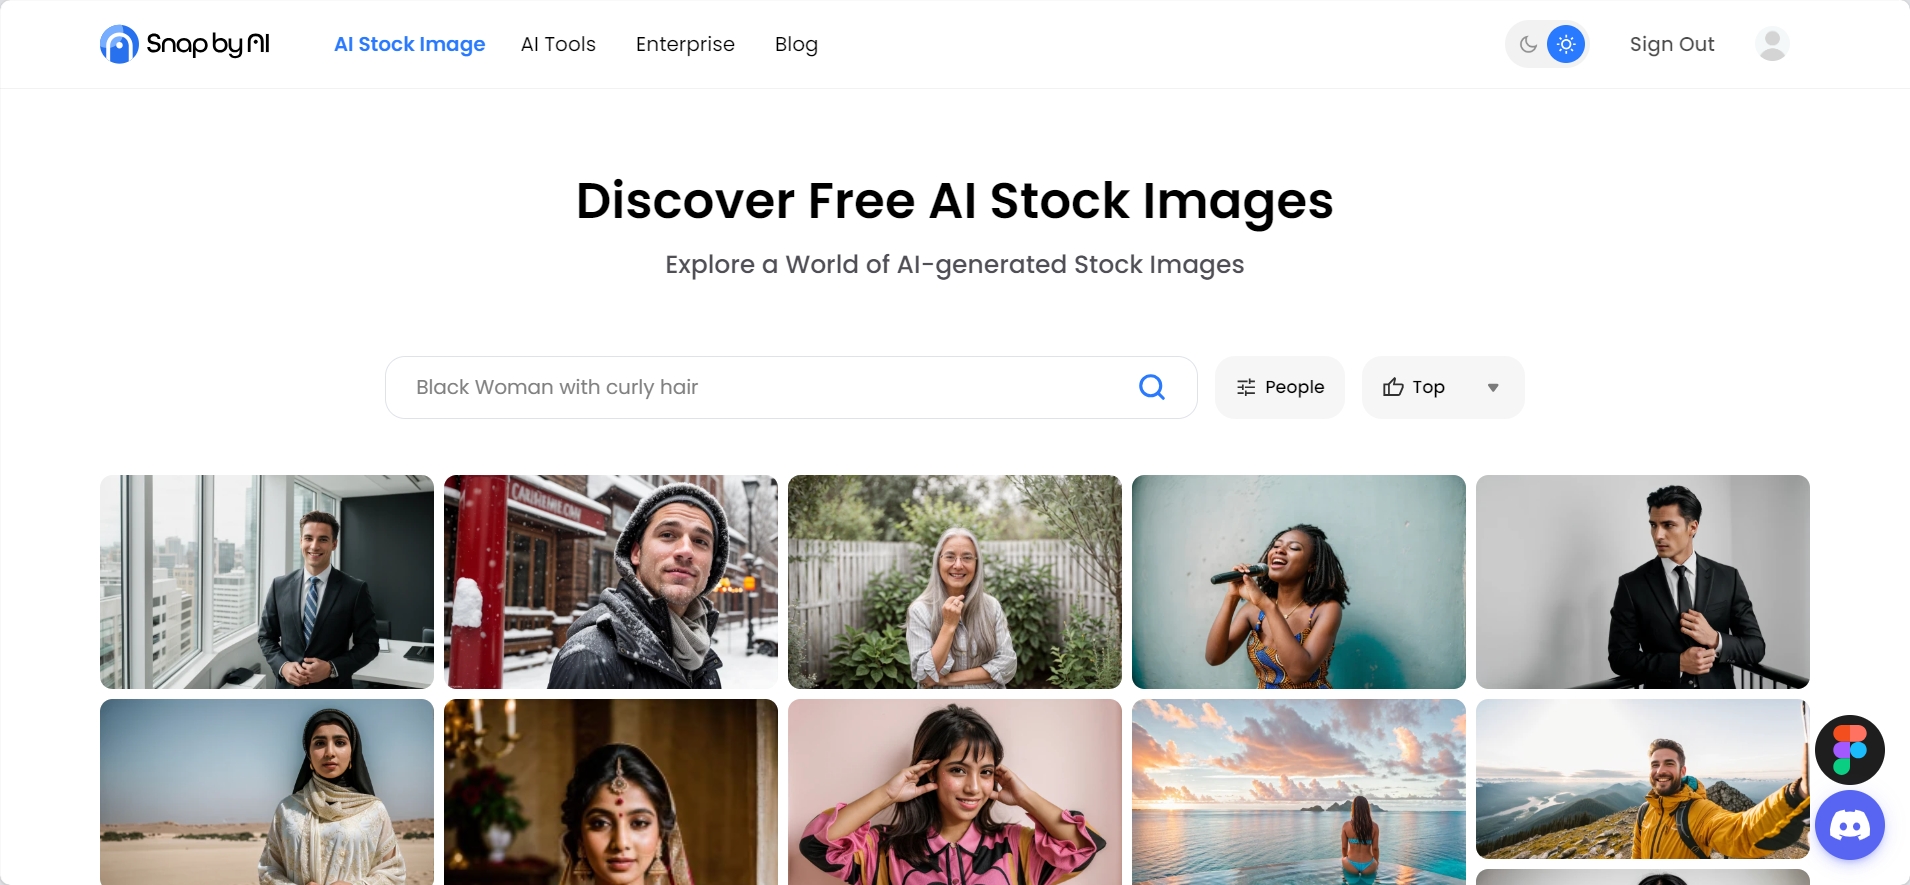 Snap by AI
AI Stock Image
AI Tools
Enterprise
Blog
Sign Out
Discover Free AI Stock Images
Explore a World of AI-generated Stock Images
Black Woman with curly hair
People
Top